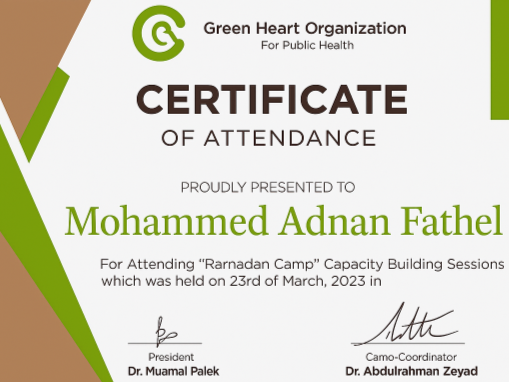 Green Heart Organization
For Public Health
CERTIFICATE
OF ATTENDANCE
PROUDLY PRESENTED TO
Mohammed Adnan Fathel
For Attending “Rarnadan Camp” Capacity Building Sessions
which was held on 23rd of March, 2023 in
President
Camo-Coordinator
Dr. Muamal Palek
Dr. Abdulrahman Zeyad